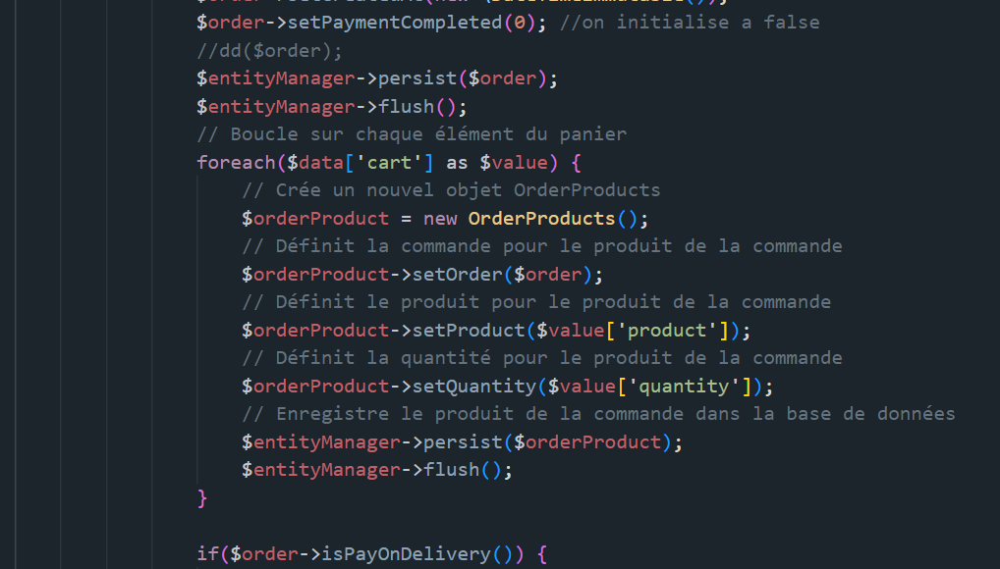 $order->setPaymentCompleted(0); //on initialise a false
//dd($order);
$entityManager->persist($order);
$entityManager->flush();
// Boucle sur chaque élément du panier
foreach($data['cart'] as $value) {
// Crée un nouvel objet OrderProducts
$orderProduct = new OrderProducts();
// Définit la commande pour le produit de la commande
$orderProduct->setOrder($order);
// Définit le produit pour le produit de la commande
$orderProduct->setProduct($value['product']);
// Définit la quantité pour le produit de la commande
$orderProduct->setQuantity($value['quantity']);
// Enregistre le produit de la commande dans la base de données
$entityManager->persist($orderProduct);
$entityManager->flush();
}
if($order->isPayOnDelivery()) {